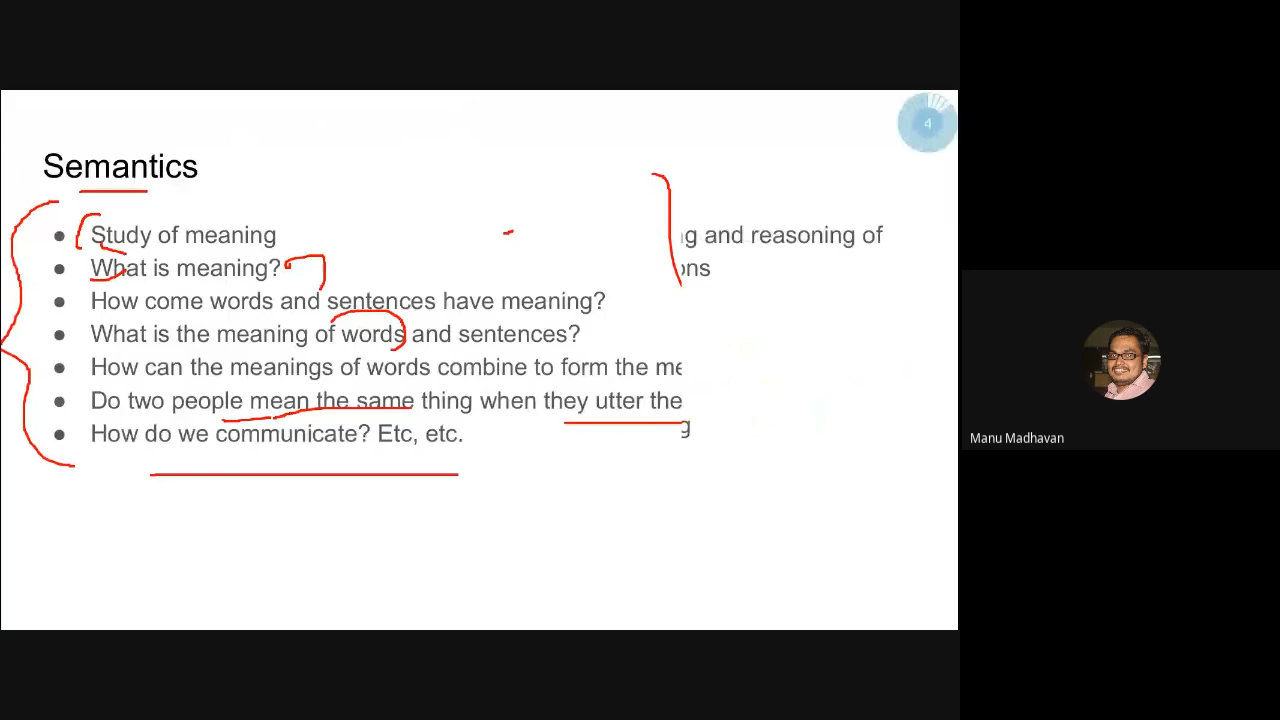 4
Semantics
Study of meaning
and reasoning of
What is meaning?
How come words and sentences have meaning?
What is the meaning of words and sentences?
How can the meanings of words combine to form the
Do two people mean the same thing when they utter the
How do we communicate? Etc, etc.
Manu Madhavan